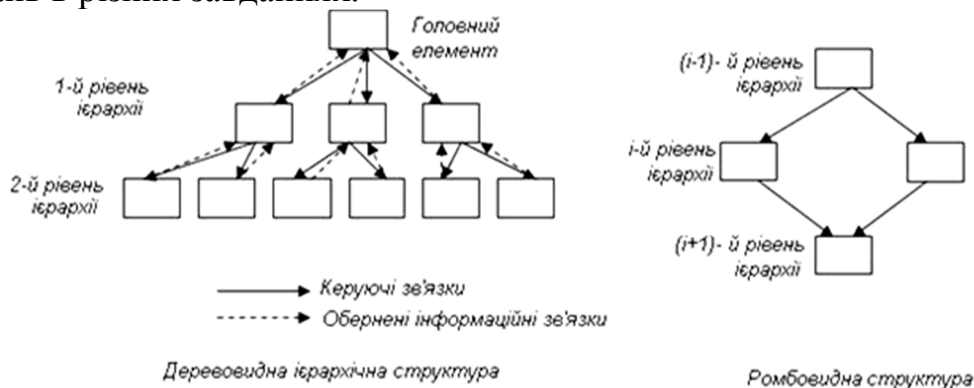 в різних завданнях.
Головний
елемент
1-й рівень
ієрархії
2-й рівень
ієрархії
Керуючі зв'язки
Обернені інформаційні зв'язки
Деревовидна ієрархічна структура
(i-1)- й рівень
ієрархії
i-й рівень
ієрархії
(i+1)- й рівень
ієрархії
Ромбовидна структура